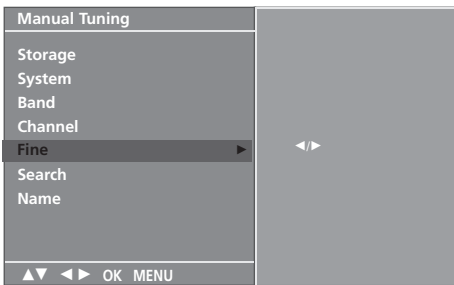 Manual Tuning
Storage
System
Band
Channel
Fine ►
◄/►
Search
Name
▲▼ ◄ ► OK MENU